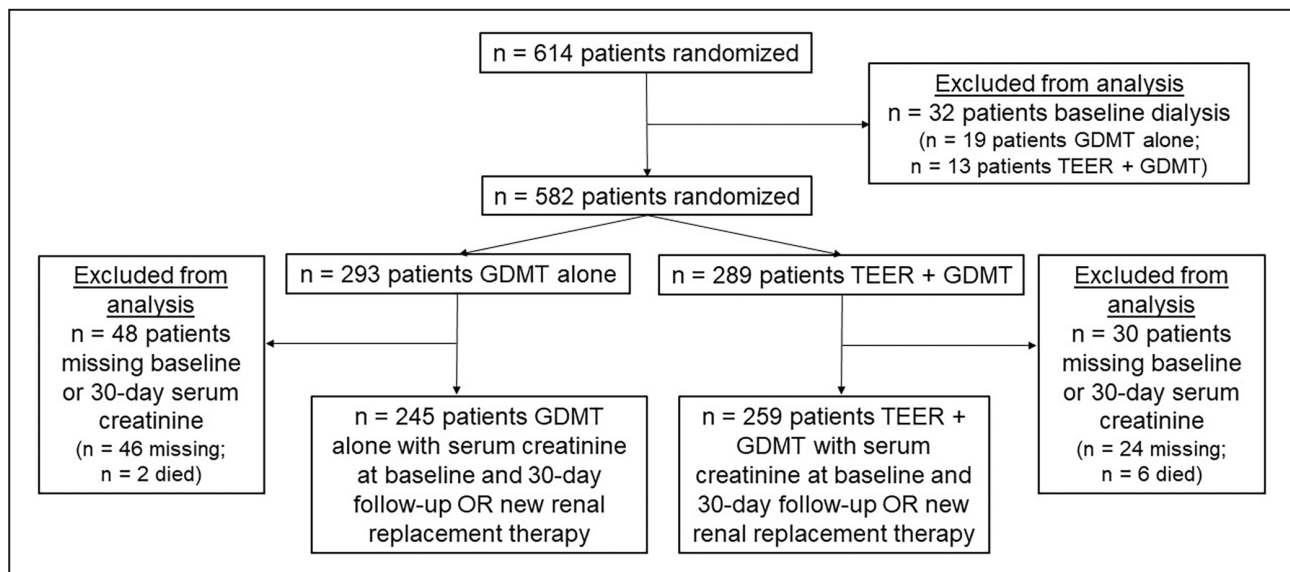 n = 614 patients randomized
Excluded from analysis
n = 32 patients baseline dialysis
(n = 19 patients GDMT alone;
n = 13 patients TEER + GDMT)
n = 582 patients randomized
Excluded from
analysis
n = 48 patients
missing baseline
or 30-day serum
creatinine
(n = 46 missing;
n = 2 died)
n = 293 patients GDMT alone
n = 289 patients TEER + GDMT
Excluded from
analysis
n = 30 patients
missing baseline
or 30-day serum
creatinine
(n = 24 missing;
n = 6 died)
n = 245 patients GDMT
alone with serum creatinine
at baseline and 30-day
follow-up OR new renal
replacement therapy
n = 259 patients TEER +
GDMT with serum
creatinine at baseline and
30-day follow-up OR new
renal replacement therapy